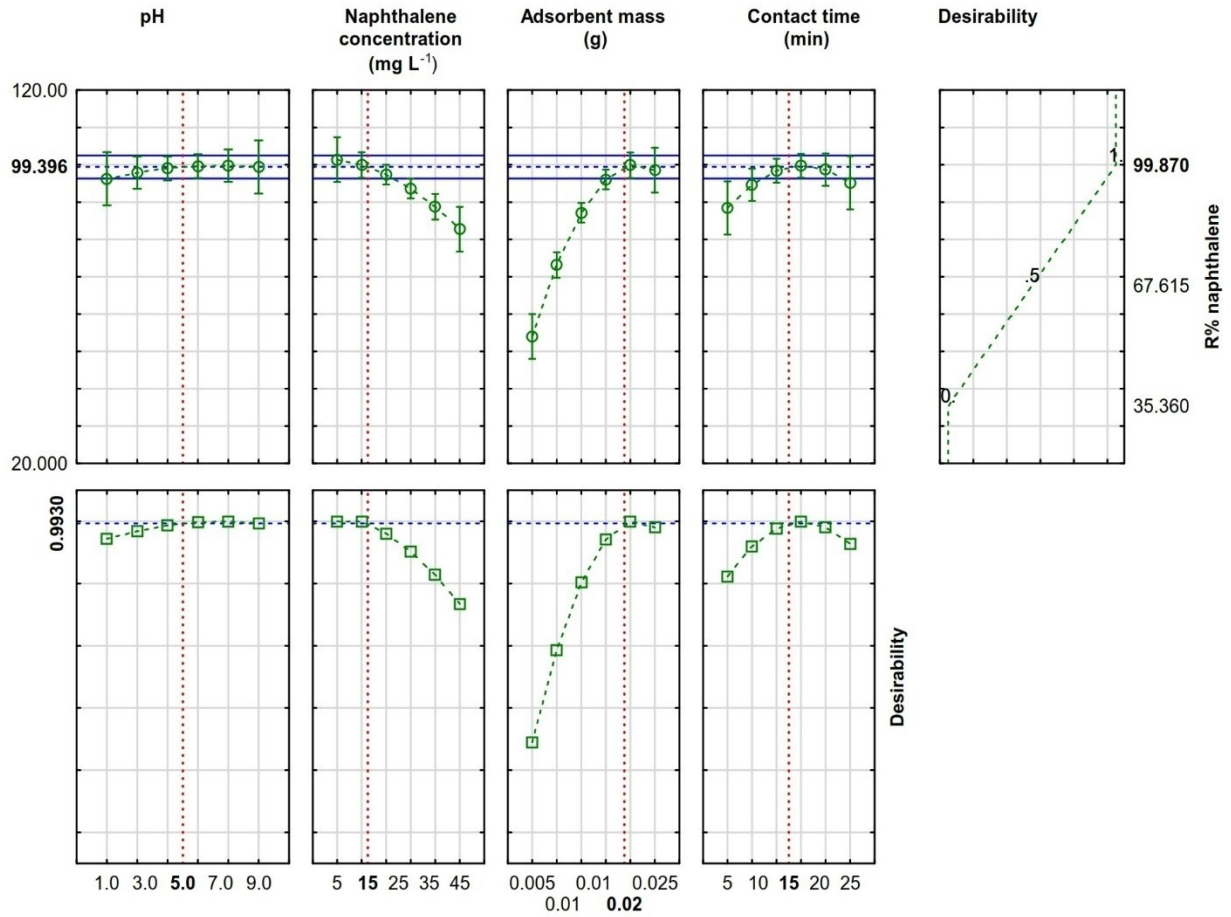 pH
Naphthalene
concentration
(mg L-1)
Adsorbent mass
(g)
Contact time
(min)
Desirability
120.00
99.396
20.000
1.
.5
0.
99.870
67.615
35.360
R% naphthalene
0.9930
Desirability
1.0 3.0 5.0 7.0 9.0
5 15 25 35 45
0.005 0.01 0.025
0.01 0.02
5 10 15 20 25